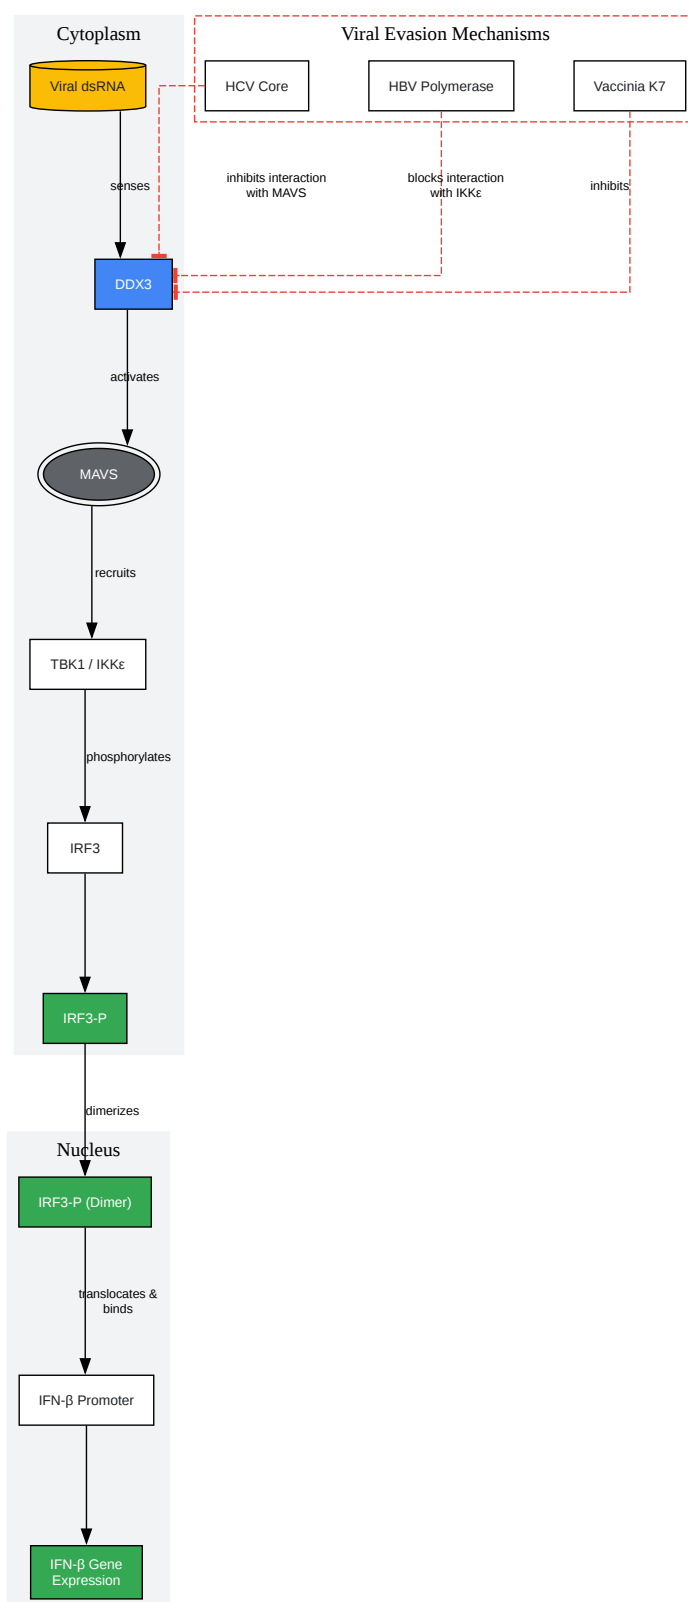 Cytoplasm
Viral Evasion Mechanisms
Viral dsRNA
HCV Core
HBV Polymerase
Vaccinia K7
senses
inhibits interaction
with MAVS
blocks interaction
with IKKε
inhibits
DDX3
activates
MAVS
recruits
TBK1 / IKKε
phosphorylates
IRF3
IRF3-P
dimerizes
Nucleus
IRF3-P (Dimer)
translocates &
binds
IFN-β Promoter
IFN-β Gene
Expression